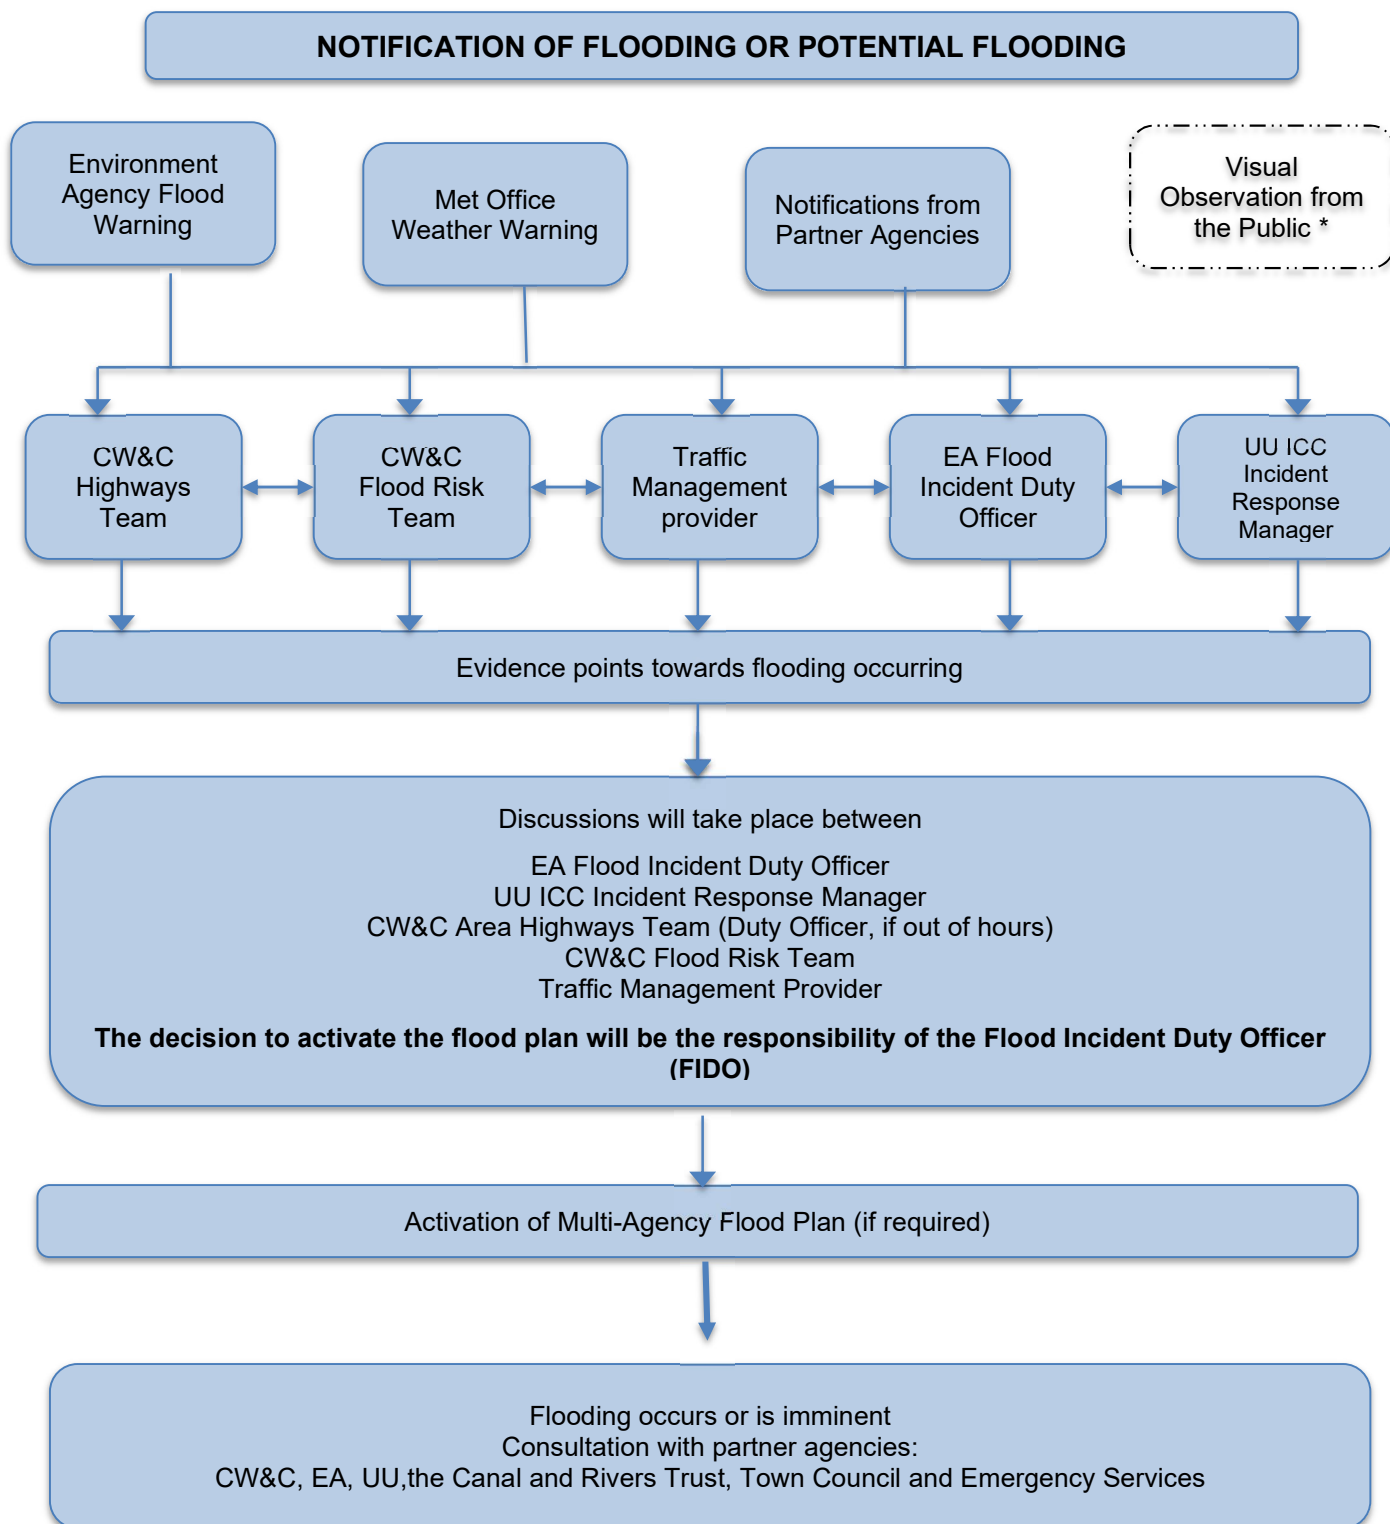 NOTIFICATION OF FLOODING OR POTENTIAL FLOODING
Environment
Agency Flood
Warning
Met Office
Weather Warning
Notifications from
Partner Agencies
Visual
Observation from
the Public *
CW&C
Highways
Team
CW&C
Flood Risk
Team
Traffic
Management
provider
EA Flood
Incident Duty
Officer
UU ICC
Incident
Response
Manager
Evidence points towards flooding occurring
Discussions will take place between
EA Flood Incident Duty Officer
UU ICC Incident Response Manager
CW&C Area Highways Team (Duty Officer, if out of hours)
CW&C Flood Risk Team
Traffic Management Provider
The decision to activate the flood plan will be the responsibility of the Flood Incident Duty Officer
(FIDO)
Activation of Multi-Agency Flood Plan (if required)
Flooding occurs or is imminent
Consultation with partner agencies:
CW&C, EA, UU,the Canal and Rivers Trust, Town Council and Emergency Services